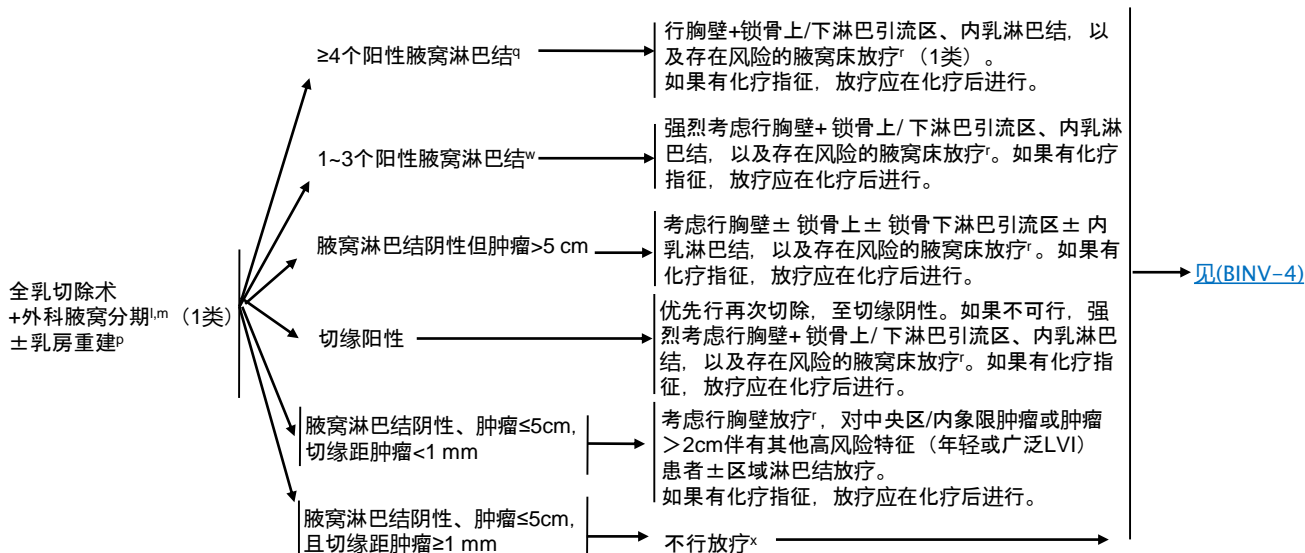 全乳切除术
+外科腋窝分期l,m（1类）
±乳房重建p
≥4个阳性腋窝淋巴结q
行胸壁+锁骨上/下淋巴引流区、内乳淋巴结，以
及存在风险的腋窝床放疗r（1类）。
如果有化疗指征，放疗应在化疗后进行。
1~3个阳性腋窝淋巴结w
强烈考虑行胸壁+ 锁骨上/ 下淋巴引流区、内乳淋
巴结，以及存在风险的腋窝床放疗r。如果有化疗
指征，放疗应在化疗后进行。
腋窝淋巴结阴性但肿瘤>5 cm
考虑行胸壁± 锁骨上± 锁骨下淋巴引流区± 内
乳淋巴结，以及存在风险的腋窝床放疗r。如果有
化疗指征，放疗应在化疗后进行。
切缘阳性
优先行再次切除，至切缘阴性。如果不可行，强
烈考虑行胸壁+ 锁骨上/ 下淋巴引流区、内乳淋巴
结，以及存在风险的腋窝床放疗r。如果有化疗指
征，放疗应在化疗后进行。
腋窝淋巴结阴性、肿瘤≤5cm,
切缘距肿瘤<1 mm
考虑行胸壁放疗r，对中央区/内象限肿瘤或肿瘤
＞2cm伴有其他高风险特征（年轻或广泛LVI）
患者±区域淋巴结放疗。
如果有化疗指征，放疗应在化疗后进行。
腋窝淋巴结阴性、肿瘤≤5cm,
且切缘距肿瘤≥1 mm
不行放疗x
见(BINV-4)